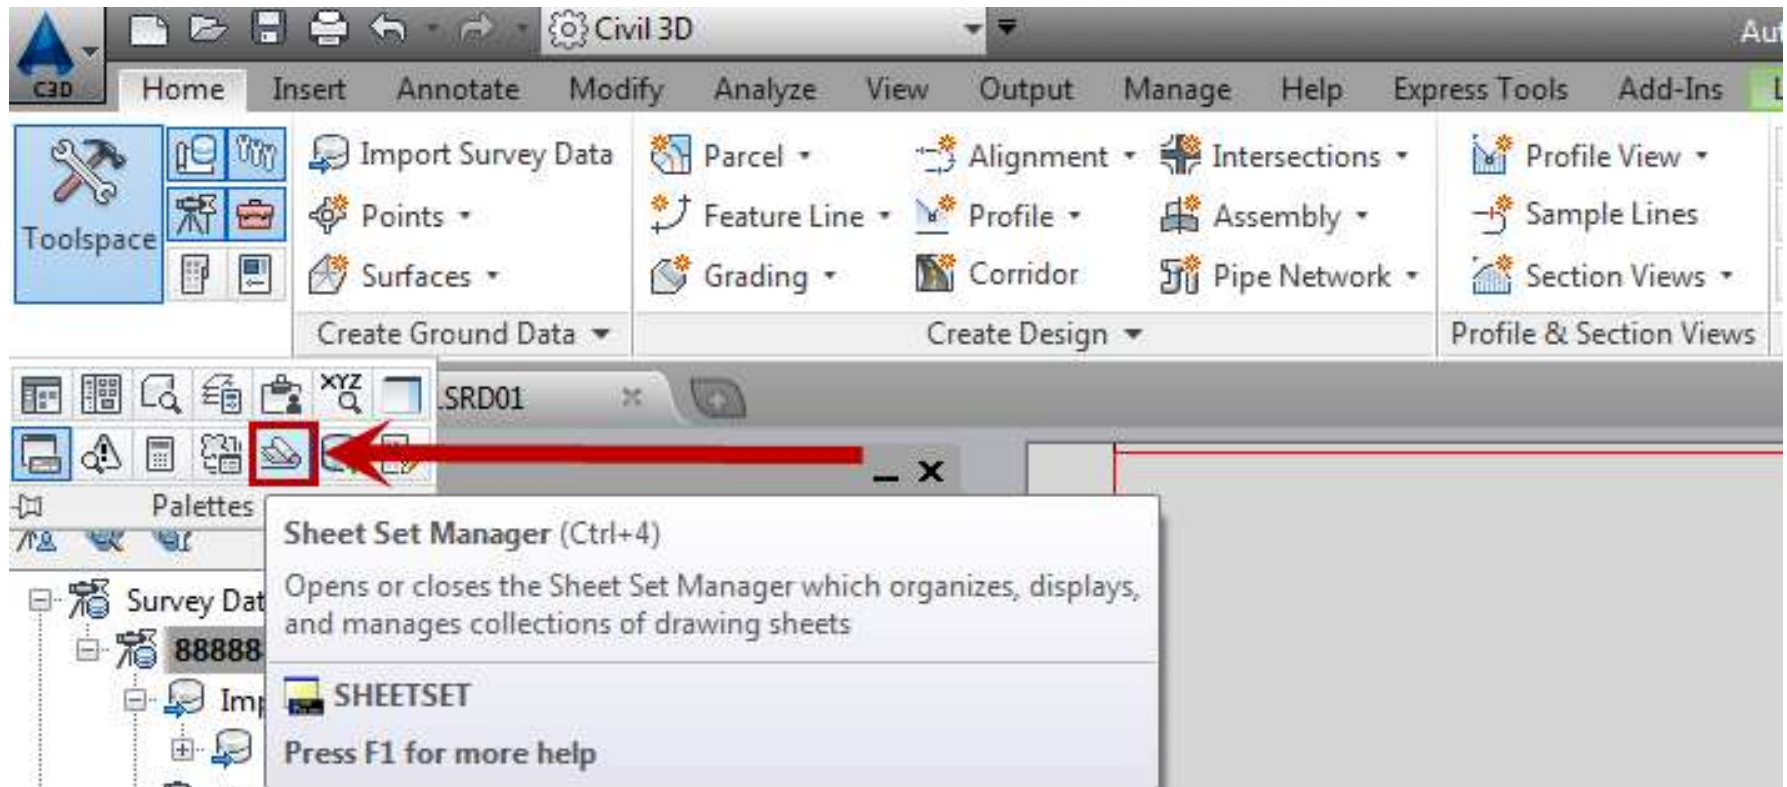 Civil 3D
C3D
Home Insert Annotate Modify Analyze View Output Manage Help Express Tools Add-Ins
Toolspace
Import Survey Data
Points
Surfaces
Create Ground Data
Parcel Alignment Intersections
Feature Line Profile Assembly
Grading Corridor Pipe Network
Create Design
Profile View
Sample Lines
Section Views
Profile & Section Views
XYZ
SRD01
Palettes
Sheet Set Manager (Ctrl+4)
Opens or closes the Sheet Set Manager which organizes, displays,
and manages collections of drawing sheets
SHEETSET
Press F1 for more help
Survey Dat
88888
Imp